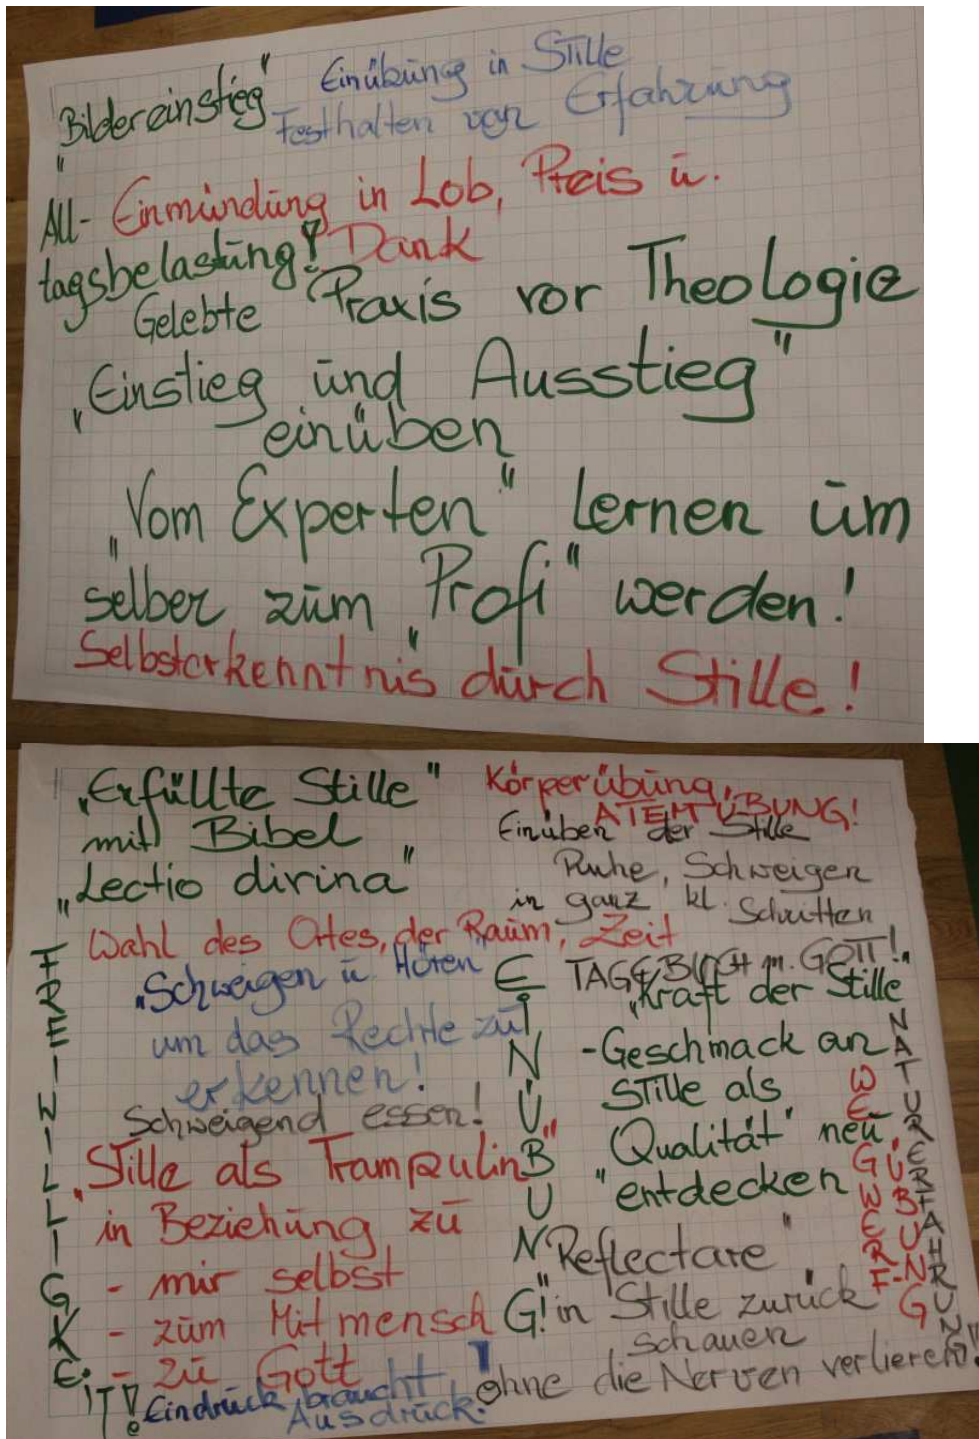 "Bildereinstieg"
Einübung in Stille
Festhalten von Erfahrung
All-
tagsbelastung!
Einmündung in Lob, Preis u.
Dank
Gelebte Praxis vor Theologie
„Einstieg und Ausstieg"
einüben
„Vom Experten" lernen um
selber zum „Profi" werden!
Selbsterkenntnis durch Stille!
„Erfüllte Stille"
mit Bibel
„Lectio divina"
Körperübung,
ATEMÜBUNG!
Einüben der Stille
Ruhe, Schweigen
in ganz kl. Schritten
Wahl des Ortes, der Raum, Zeit
TAGEBUCH m. GOTT!"
„Schweigen u. Hören"
um das Rechte zu
erkennen!
Schweigend essen!
„Stille als Trampulin"
in Beziehung zu
- mir selbst
- zum Mitmensch
- zu Gott
Eindruck braucht
Ausdruck!
FREIWILLIGKEIT!
EINÜBUNG!
„Kraft der Stille
- Geschmack an
Stille als
"Qualität" neu
entdecken
WEGWERF-
ÜBUNG
NATURERFAHRUNG!
"Reflectare"
in Stille zurück
schauen
ohne die Nerven verlieren!